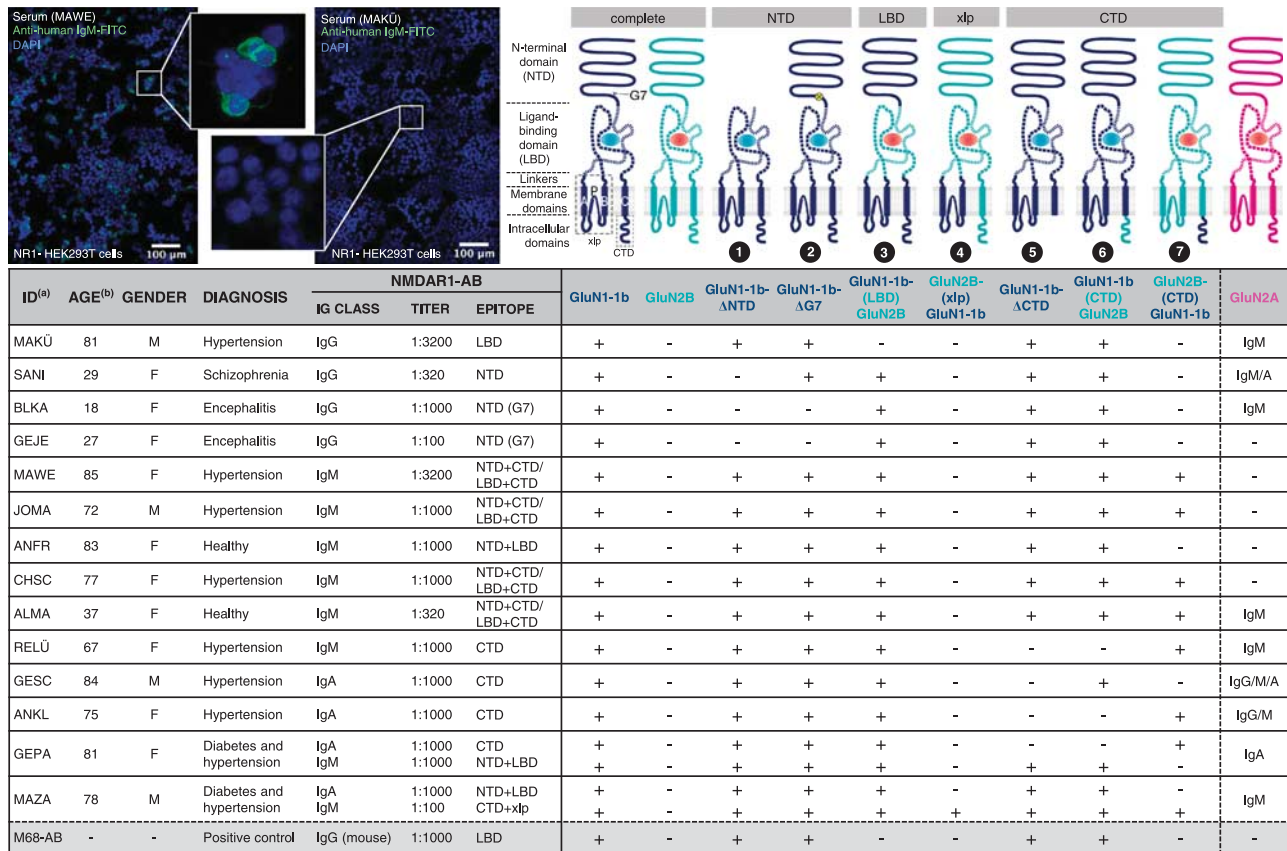 Serum (MAWE)
Anti-human IgM-FITC
DAPI
NR1- HEK293T cells
100 µm
Serum (MAKÜ)
Anti-human IgM-FITC
DAPI
NR1- HEK293T cells
100 µm
complete NTD LBD xlp CTD
N-terminal
domain
(NTD)
G7
Ligand-
binding
domain
(LBD)
Linkers
Membrane
domains
Intracellular
domains
P
A B C
xlp
CTD
1 2 3 4 5 6 7
ID(a) AGE(b) GENDER DIAGNOSIS NMDAR1-AB
IG CLASS TITER EPITOPE
GluN1-1b GluN2B GluN1-1b-ΔNTD GluN1-1b-ΔG7 GluN1-1b-(LBD) GluN2B GluN2B-(xlp) GluN1-1b GluN1-1b-ΔCTD GluN1-1b (CTD) GluN2B GluN2B-(CTD) GluN1-1b GluN2A
MAKÜ 81 M Hypertension IgG 1:3200 LBD + - + + - - + + - IgM
SANI 29 F Schizophrenia IgG 1:320 NTD + - - + + - + + - IgM/A
BLKA 18 F Encephalitis IgG 1:1000 NTD (G7) + - - - + - + + - IgM
GEJE 27 F Encephalitis IgG 1:100 NTD (G7) + - - - + - + + - -
MAWE 85 F Hypertension IgM 1:3200 NTD+CTD/ LBD+CTD + - + + + - + + + -
JOMA 72 M Hypertension IgM 1:1000 NTD+CTD/ LBD+CTD + - + + + - + + + -
ANFR 83 F Healthy IgM 1:1000 NTD+LBD + - + + + - + + - -
CHSC 77 F Hypertension IgM 1:1000 NTD+CTD/ LBD+CTD + - + + + - + + + -
ALMA 37 F Healthy IgM 1:320 NTD+CTD/ LBD+CTD + - + + + - + + + IgM
RELÜ 67 F Hypertension IgM 1:1000 CTD + - + + + - - - + IgM
GESC 84 M Hypertension IgA 1:1000 CTD + - + + + - - + - IgG/M/A
ANKL 75 F Hypertension IgA 1:1000 CTD + - + + + - - - + IgG/M
GEPA 81 F Diabetes and hypertension IgA 1:1000 CTD + - + + + - - - + IgA
IgM 1:1000 NTD+LBD + - + + + - + + -
MAZA 78 M Diabetes and hypertension IgA 1:1000 NTD+LBD + - + + + - + + - IgM
IgM 1:100 CTD+xlp + - + + + + + + +
M68-AB - - Positive control IgG (mouse) 1:1000 LBD + - + + - - + + - -